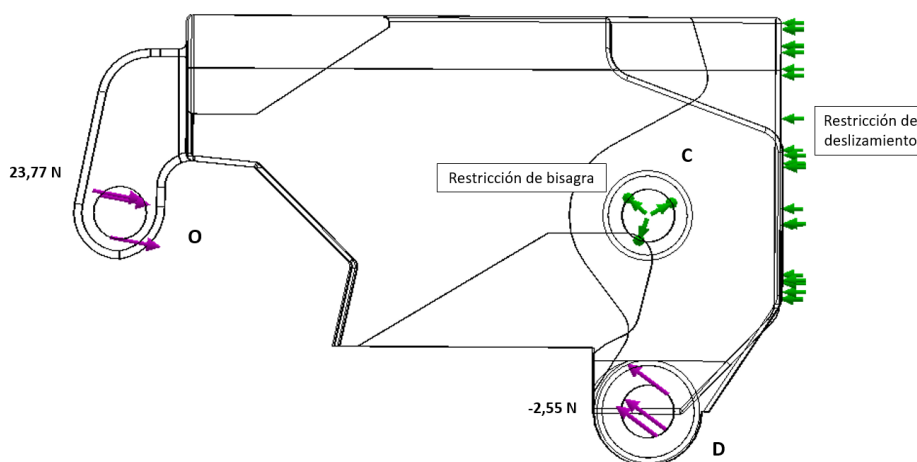 Restricción de
deslizamiento
C
23,77 N
Restricción de bisagra
O
-2,55 N
D